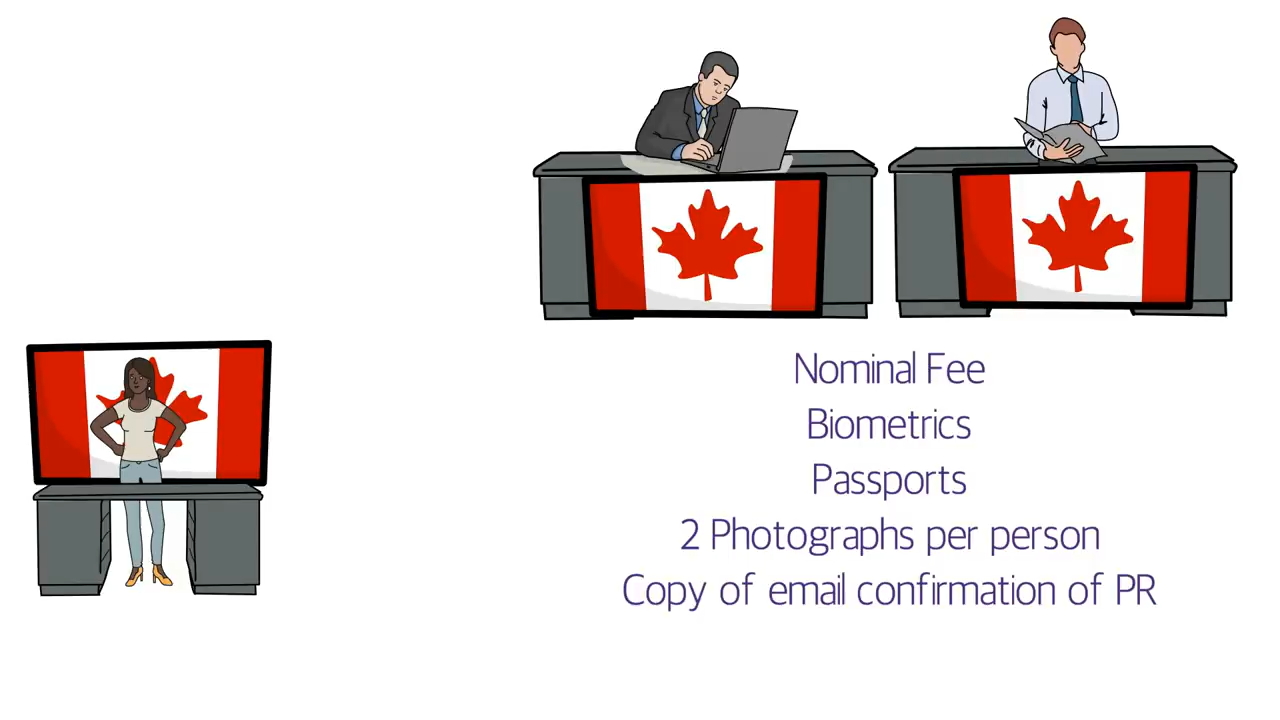 Nominal Fee
Biometrics
Passports
2 Photographs per person
Copy of email confirmation of PR